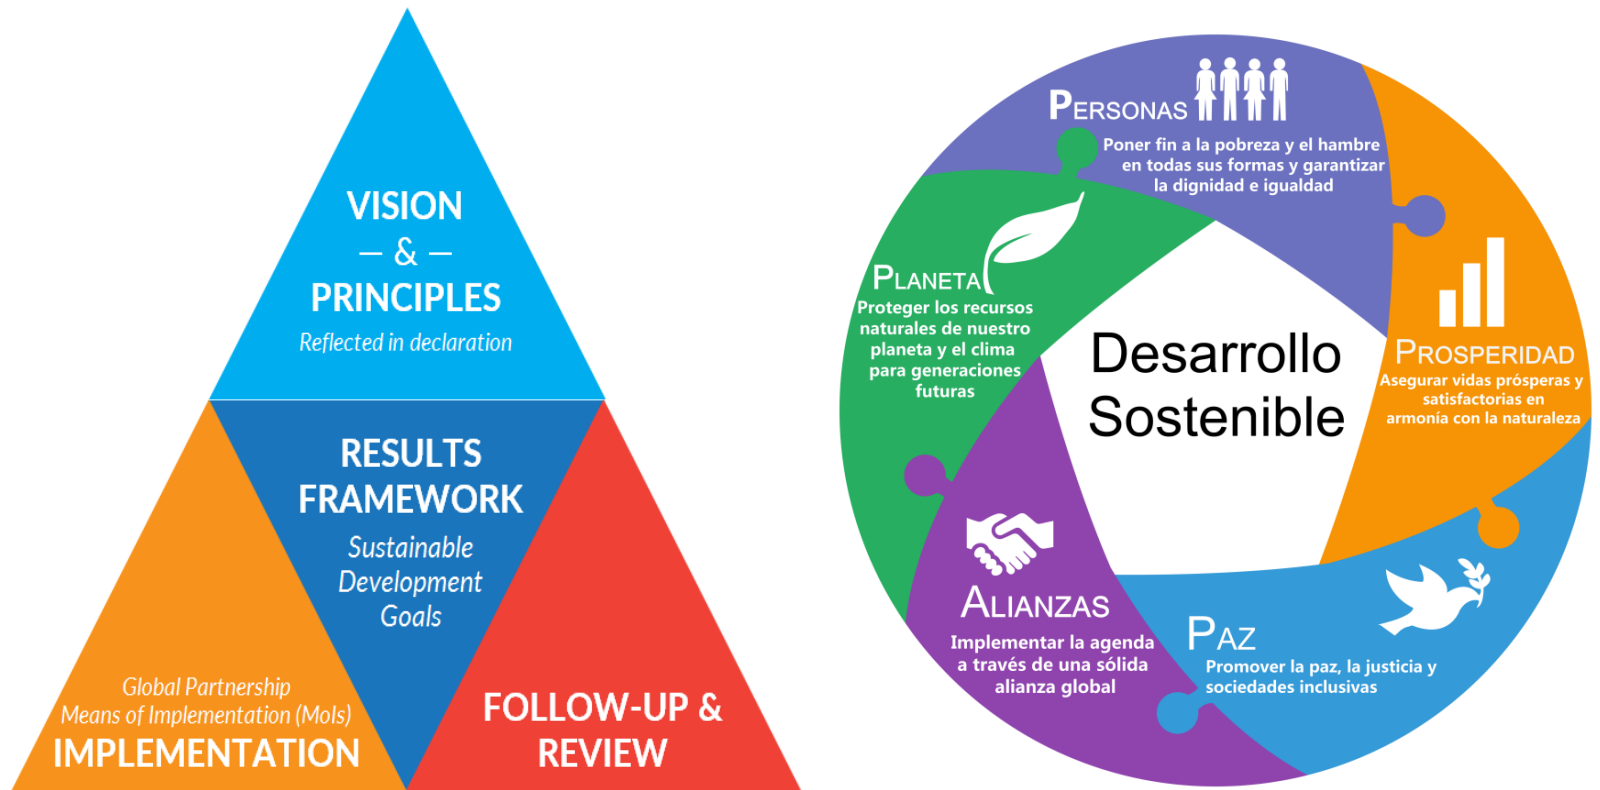 VISION
— & —
PRINCIPLES
Reflected in declaration
RESULTS
FRAMEWORK
Sustainable
Development
Goals
Global Partnership
Means of Implementation (MoIs)
IMPLEMENTATION
FOLLOW-UP &
REVIEW
PERSONAS
Poner fin a la pobreza y el hambre
en todas sus formas y garantizar
la dignidad e igualdad
PLANETA
Proteger los recursos
naturales de nuestro
planeta y el clima
para generaciones
futuras
Desarrollo
Sostenible
PROSPERIDAD
Asegurar vidas prósperas y
satisfactorias en
armonía con la naturaleza
ALIANZAS
Implementar la agenda
a través de una sólida
alianza global
PAZ
Promover la paz, la justicia y
sociedades inclusivas